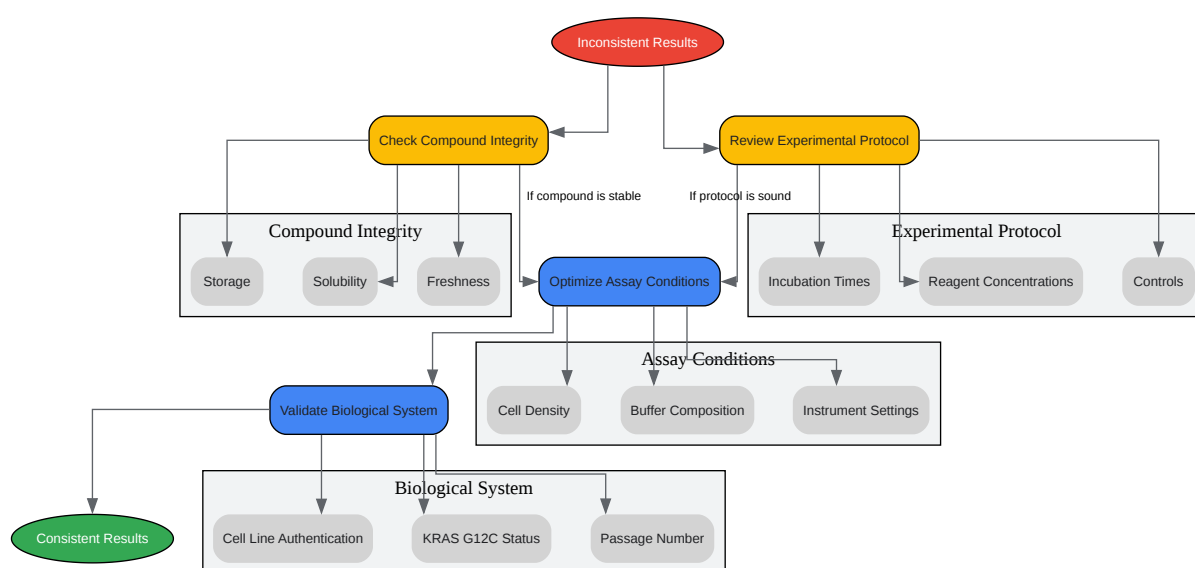 Inconsistent Results
Check Compound Integrity
Review Experimental Protocol
If compound is stable
If protocol is sound
Compound Integrity
Experimental Protocol
Storage
Solubility
Freshness
Optimize Assay Conditions
Incubation Times
Reagent Concentrations
Controls
Assay Conditions
Validate Biological System
Cell Density
Buffer Composition
Instrument Settings
Biological System
Consistent Results
Cell Line Authentication
KRAS G12C Status
Passage Number